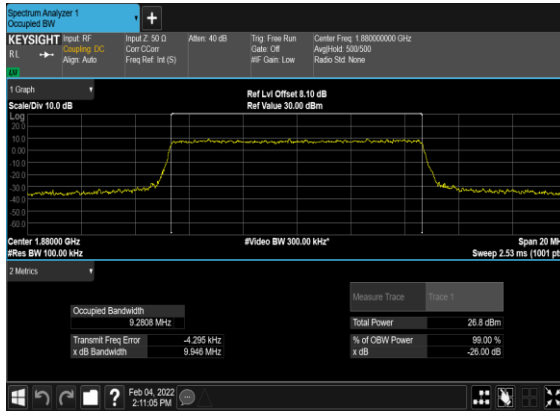 Spectrum Analyzer 1
Occupied BW
+
KEYSIGHT Input: RF Input Z: 50 Ω Atten: 40 dB Trig: Free Run Center Freq: 1.880000000 GHz
RL Coupling: DC Corr CCorr Gate: Off Avg|Hold: 500/500
Align: Auto Freq Ref: Int (S) #IF Gain: Low Radio Std: None
LVI
1 Graph
Ref Lvl Offset 8.10 dB
Scale/Div 10.0 dB Ref Value 30.00 dBm
Log
20.0
10.0
0.00
-10.0
-20.0
-30.0
-40.0
-50.0
-60.0
Center 1.88000 GHz #Video BW 300.00 kHz* Span 20 MH
#Res BW 100.00 kHz Sweep 2.53 ms (1001 pts
2 Metrics
Measure Trace Trace 1
Occupied Bandwidth
9.2808 MHz Total Power 26.8 dBm
Transmit Freq Error -4.295 kHz % of OBW Power 99.00 %
x dB Bandwidth 9.946 MHz x dB -26.00 dB
? Feb 04, 2022
2:11:05 PM